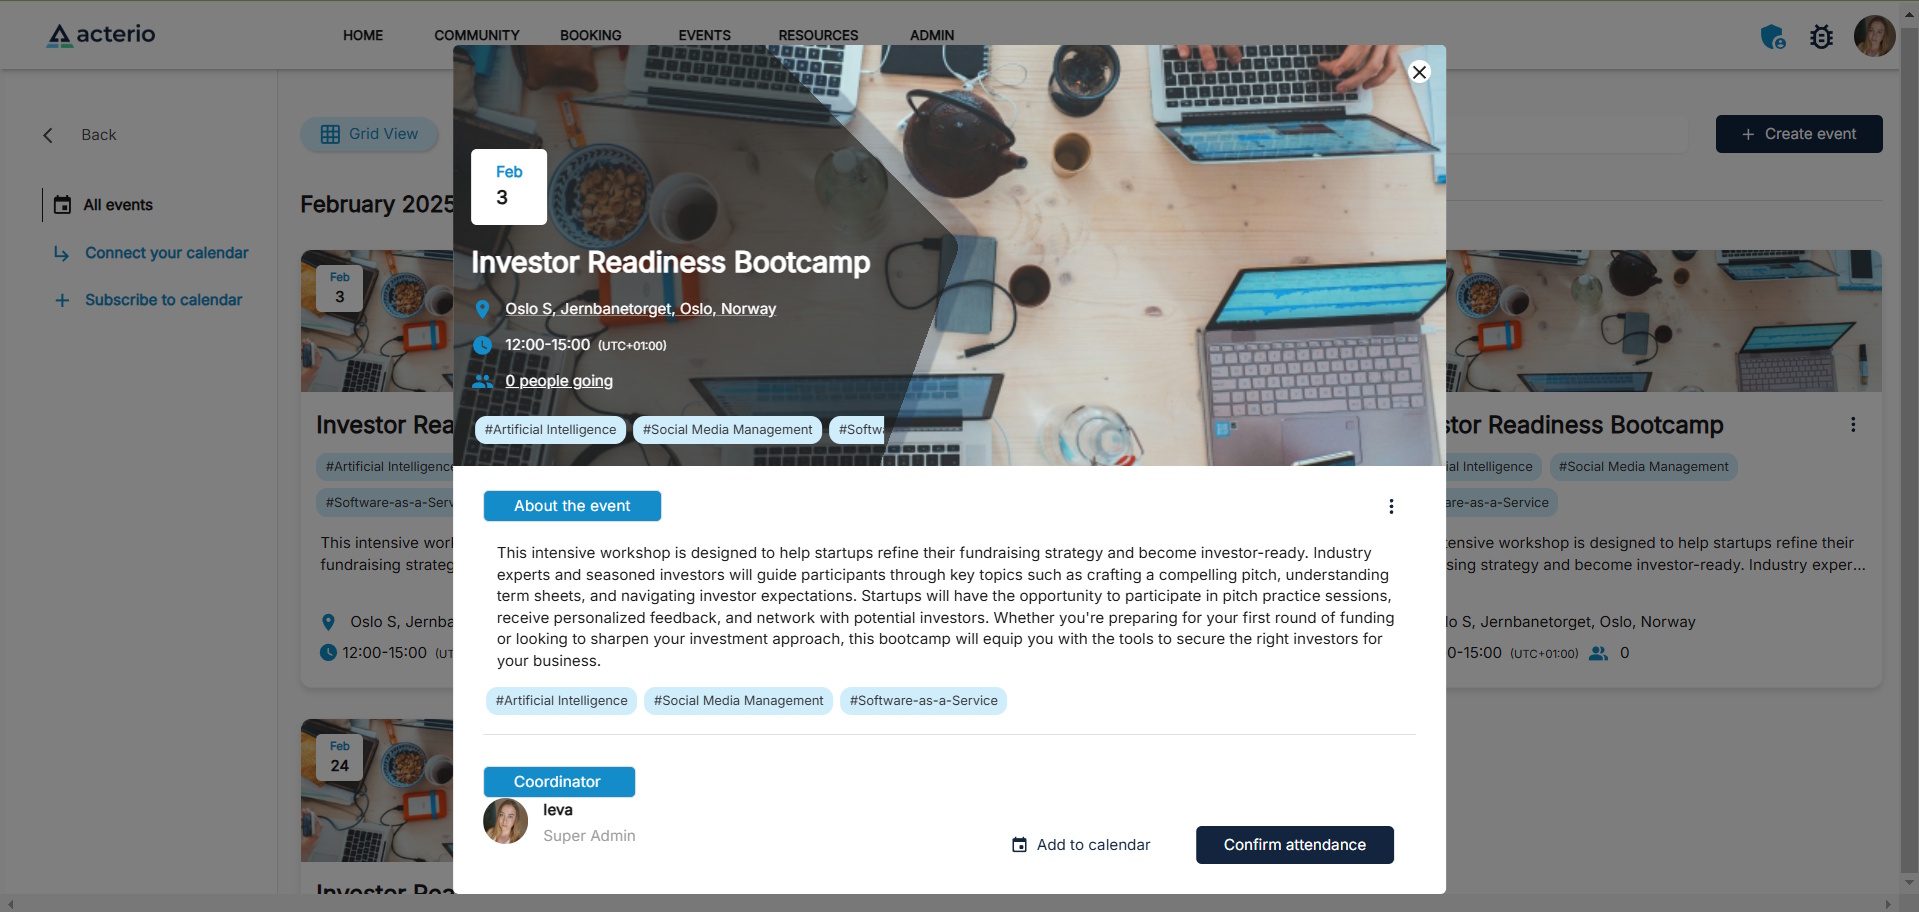 acterio
HOME COMMUNITY BOOKING EVENTS RESOURCES ADMIN
Back
All events
Connect your calendar
Subscribe to calendar
Grid View
+ Create event
February 2025
Feb
3
Investor Rea
#Artificial Intelligence
#Software-as-a-Serv
This intensive worl
fundraising strateg
Oslo S, Jernba
12:00-15:00 (UT
Feb
24
Investor Rea
Feb
3
Investor Readiness Bootcamp
Oslo S, Jernbanetorget, Oslo, Norway
12:00-15:00 (UTC+01:00)
0 people going
#Artificial Intelligence #Social Media Management #Softwa
About the event
This intensive workshop is designed to help startups refine their fundraising strategy and become investor-ready. Industry
experts and seasoned investors will guide participants through key topics such as crafting a compelling pitch, understanding
term sheets, and navigating investor expectations. Startups will have the opportunity to participate in pitch practice sessions,
receive personalized feedback, and network with potential investors. Whether you're preparing for your first round of funding
or looking to sharpen your investment approach, this bootcamp will equip you with the tools to secure the right investors for
your business.
#Artificial Intelligence #Social Media Management #Software-as-a-Service
Coordinator
Ieva
Super Admin
Add to calendar
Confirm attendance
stor Readiness Bootcamp
ial Intelligence #Social Media Management
are-as-a-Service
ensive workshop is designed to help startups refine their
sing strategy and become investor-ready. Industry exper...
lo S, Jernbanetorget, Oslo, Norway
0-15:00 (UTC+01:00) 0